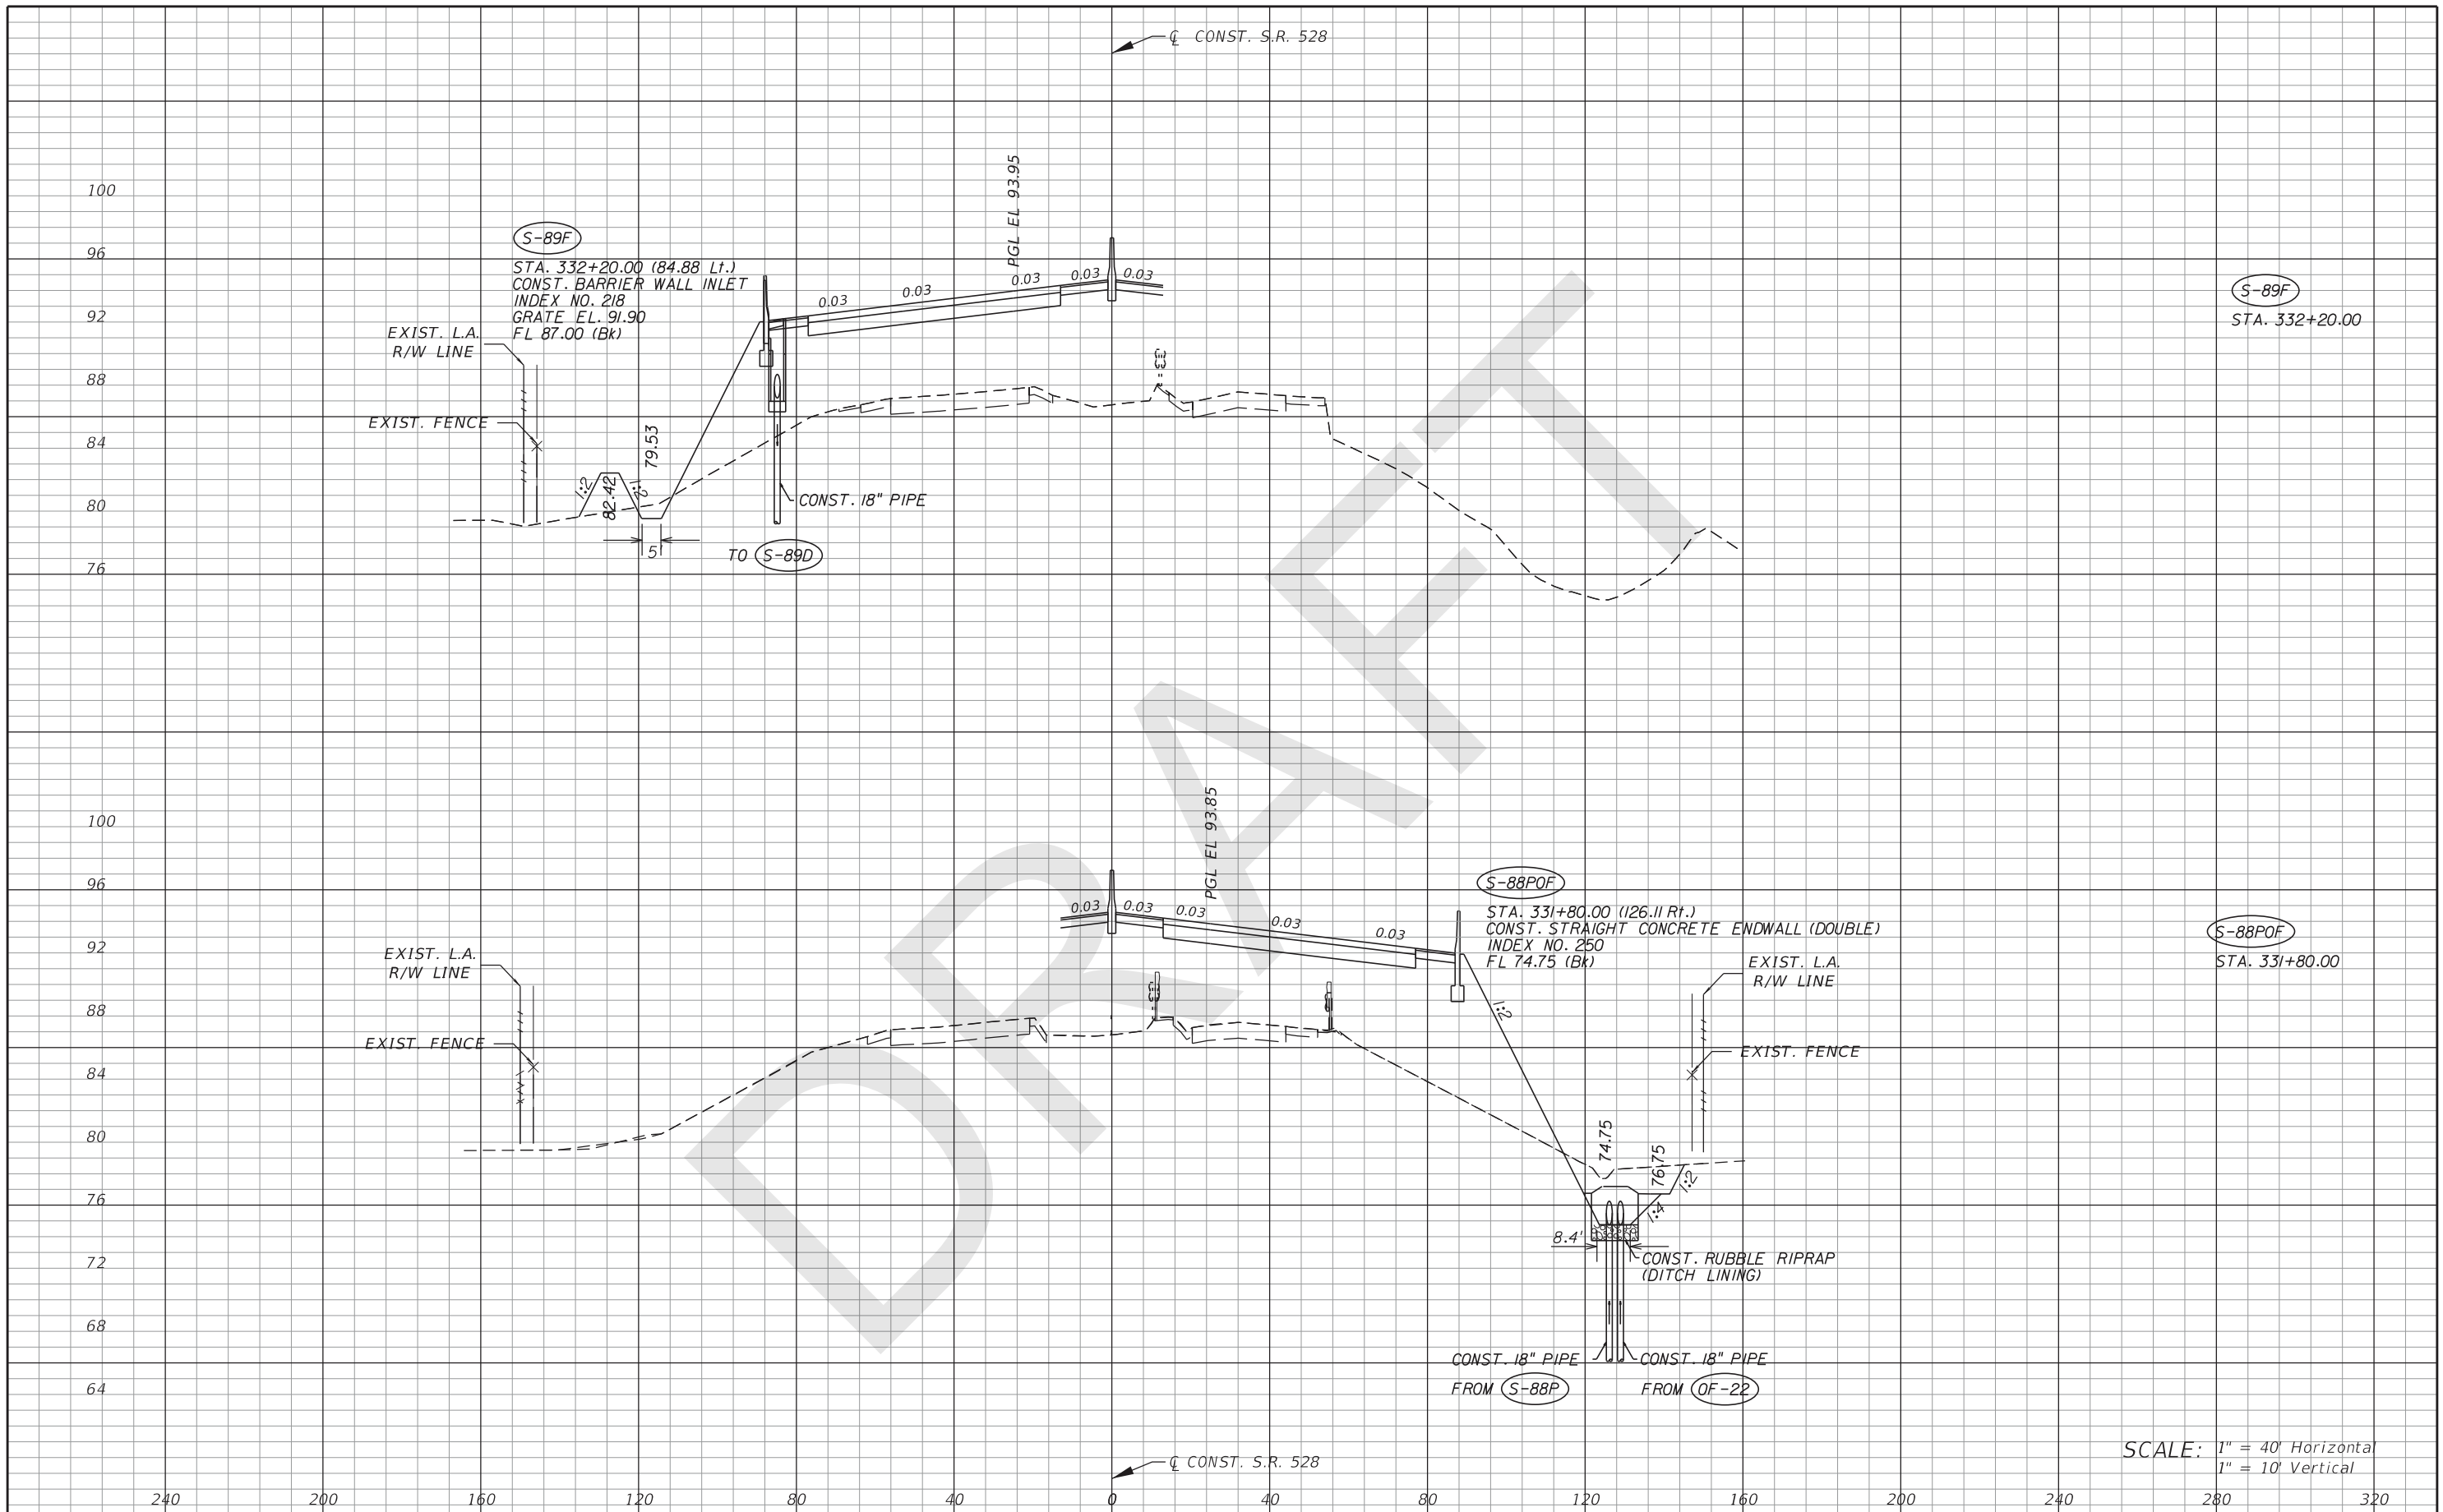 ℄ CONST. S.R. 528
100
96
92
88
84
80
76
PGL EL 93.95
S-89F
STA. 332+20.00 (84.88 Lt.)
CONST. BARRIER WALL INLET
INDEX NO. 218
GRATE EL. 91.90
FL 87.00 (Bk)
EXIST. L.A.
R/W LINE
EXIST. FENCE
0.03
0.03
0.03
0.03
0.03
33"
79.53
82.42
1:2
1:2
5'
CONST. 18" PIPE
TO S-89D
S-89F
STA. 332+20.00
DRAFT
100
96
92
88
84
80
76
72
68
64
PGL EL 93.85
0.03
0.03
0.03
0.03
0.03
S-88POF
STA. 331+80.00 (126.11 Rt.)
CONST. STRAIGHT CONCRETE ENDWALL (DOUBLE)
INDEX NO. 250
FL 74.75 (Bk)
EXIST. L.A.
R/W LINE
EXIST. FENCE
EXIST. L.A.
R/W LINE
EXIST. FENCE
S-88POF
STA. 331+80.00
1:2
74.75
76.75
1:2
1:4
8.4'
CONST. RUBBLE RIPRAP
(DITCH LINING)
CONST. 18" PIPE
FROM S-88P
CONST. 18" PIPE
FROM OF-22
℄ CONST. S.R. 528
SCALE: 1" = 40' Horizontal
1" = 10' Vertical
240 200 160 120 80 40 0 40 80 120 160 200 240 280 320